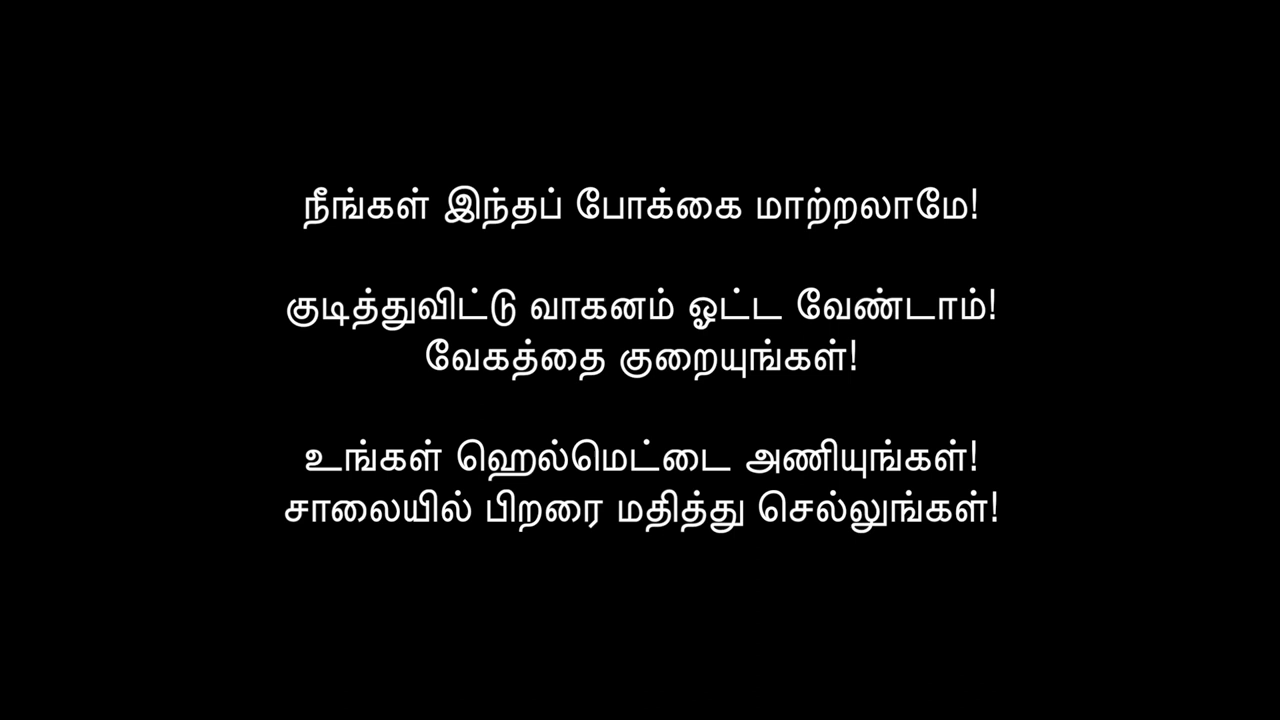 நீங்கள் இந்தப் போக்கை மாற்றலாமே!
குடித்துவிட்டு வாகனம் ஓட்ட வேண்டாம்!
வேகத்தை குறையுங்கள்!
உங்கள் ஹெல்மெட்டை அணியுங்கள்!
சாலையில் பிறரை மதித்து செல்லுங்கள்!